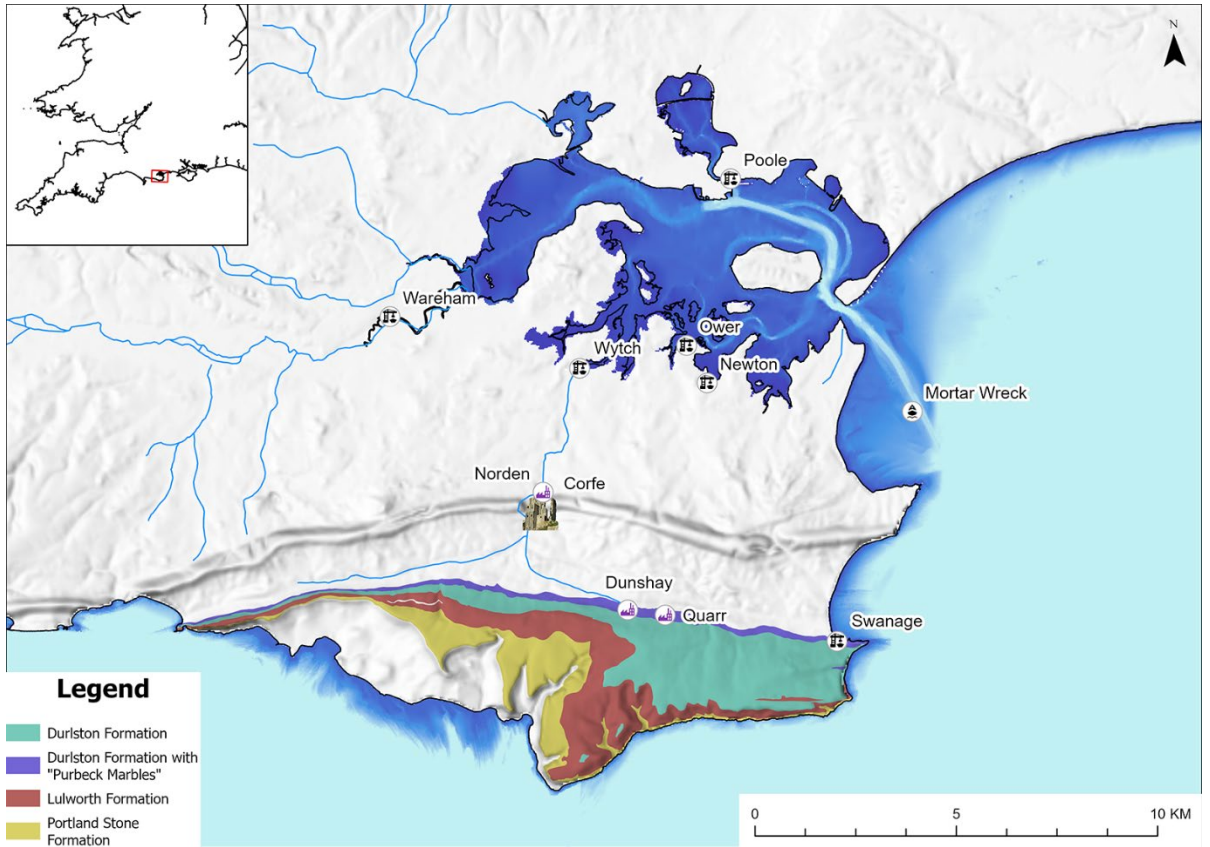 N
Poole
Wareham
Ower
Wytch
Newton
Mortar Wreck
Norden
Corfe
Dunshay
Quarr
Swanage
Legend
Durlston Formation
Durlston Formation with
"Purbeck Marbles"
Lulworth Formation
Portland Stone
Formation
0 5 10 KM